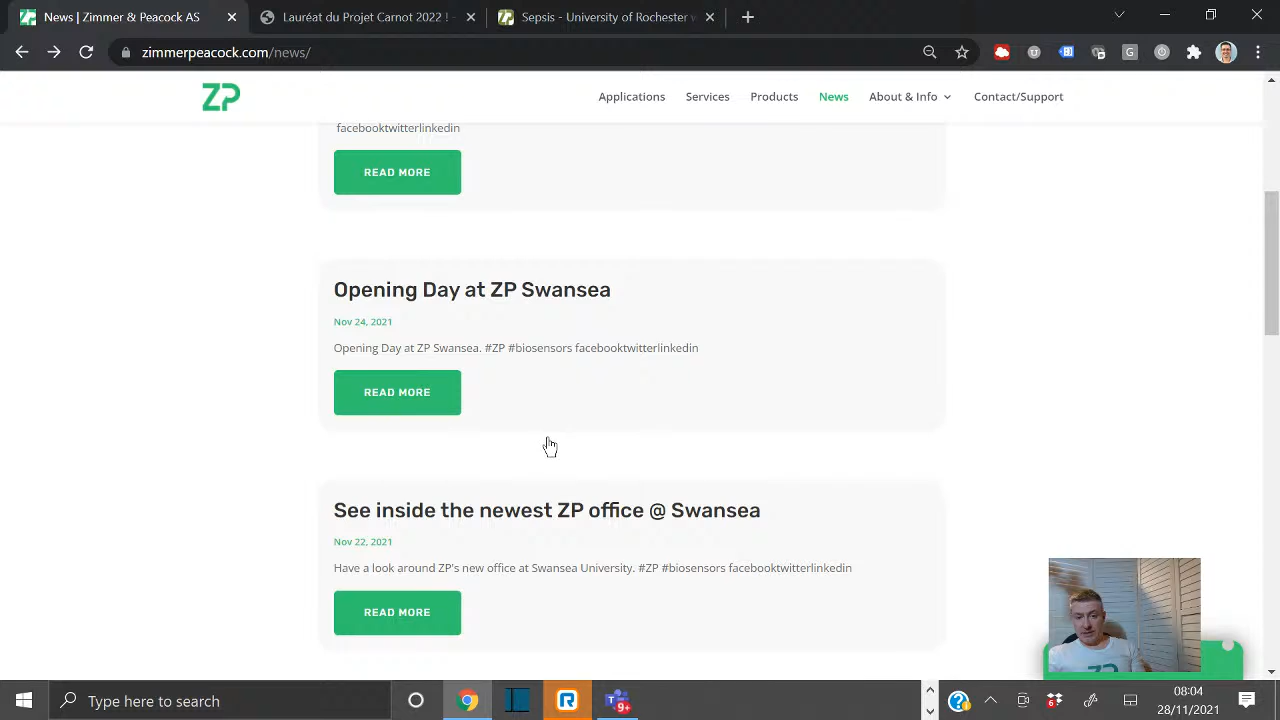 News | Zimmer & Peacock AS
Lauréat du Projet Carnot 2022 ! -
Sepsis - University of Rochester
zimmerpeacock.com/news/
ZP
Applications
Services
Products
News
About & Info
Contact/Support
facebooktwitterlinkedin
READ MORE
Opening Day at ZP Swansea
Nov 24, 2021
Opening Day at ZP Swansea. #ZP #biosensors facebooktwitterlinkedin
READ MORE
See inside the newest ZP office @ Swansea
Nov 22, 2021
Have a look around ZP's new office at Swansea University. #ZP #biosensors facebooktwitterlinkedin
READ MORE
ZP
Type here to search
9+
6
08:04
28/11/2021